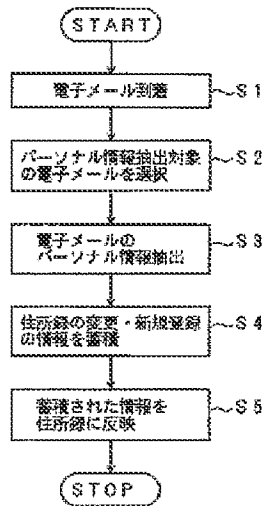 START
電子メール到着
S1
パーソナル情報抽出対象
の電子メールを選択
S2
電子メールの
パーソナル情報抽出
S3
住所録の変更・新規登録
の情報を蓄積
S4
蓄積された情報を
住所録に反映
S5
STOP